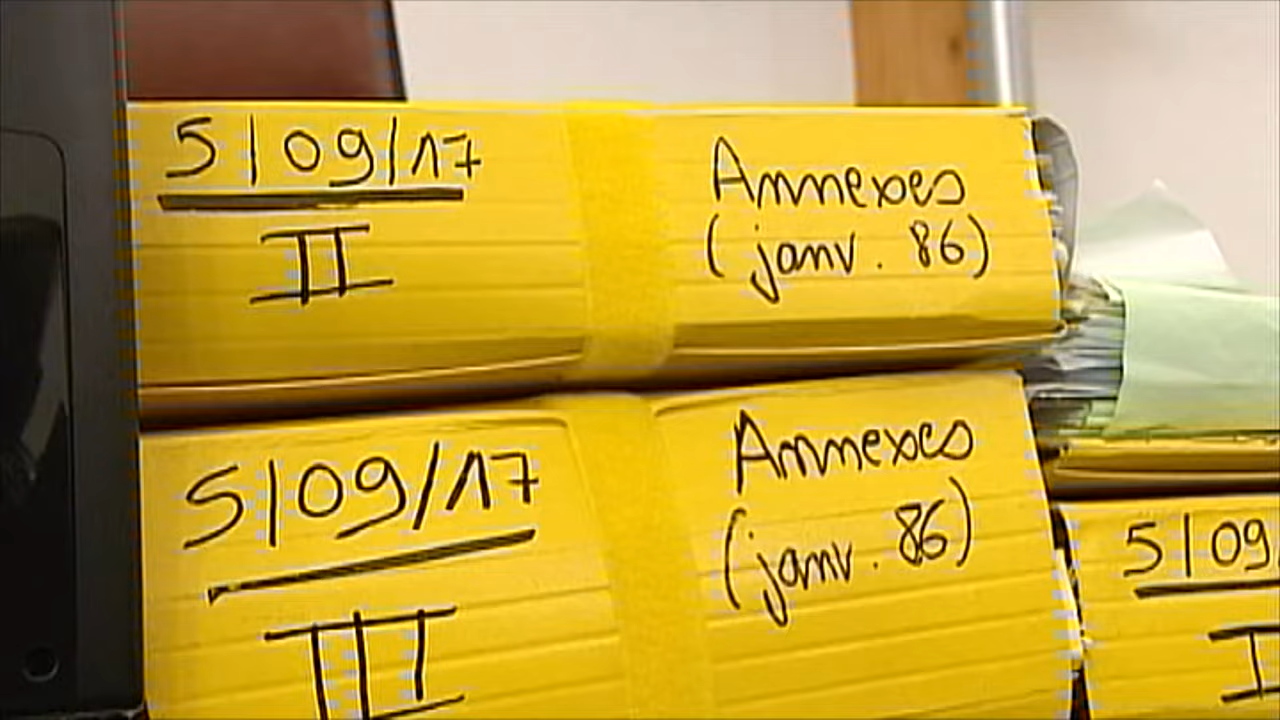 5/09/17
II
Annexes
(janv. 86)
5/09/17
III
Annexes
(janv. 86)
5/09
I